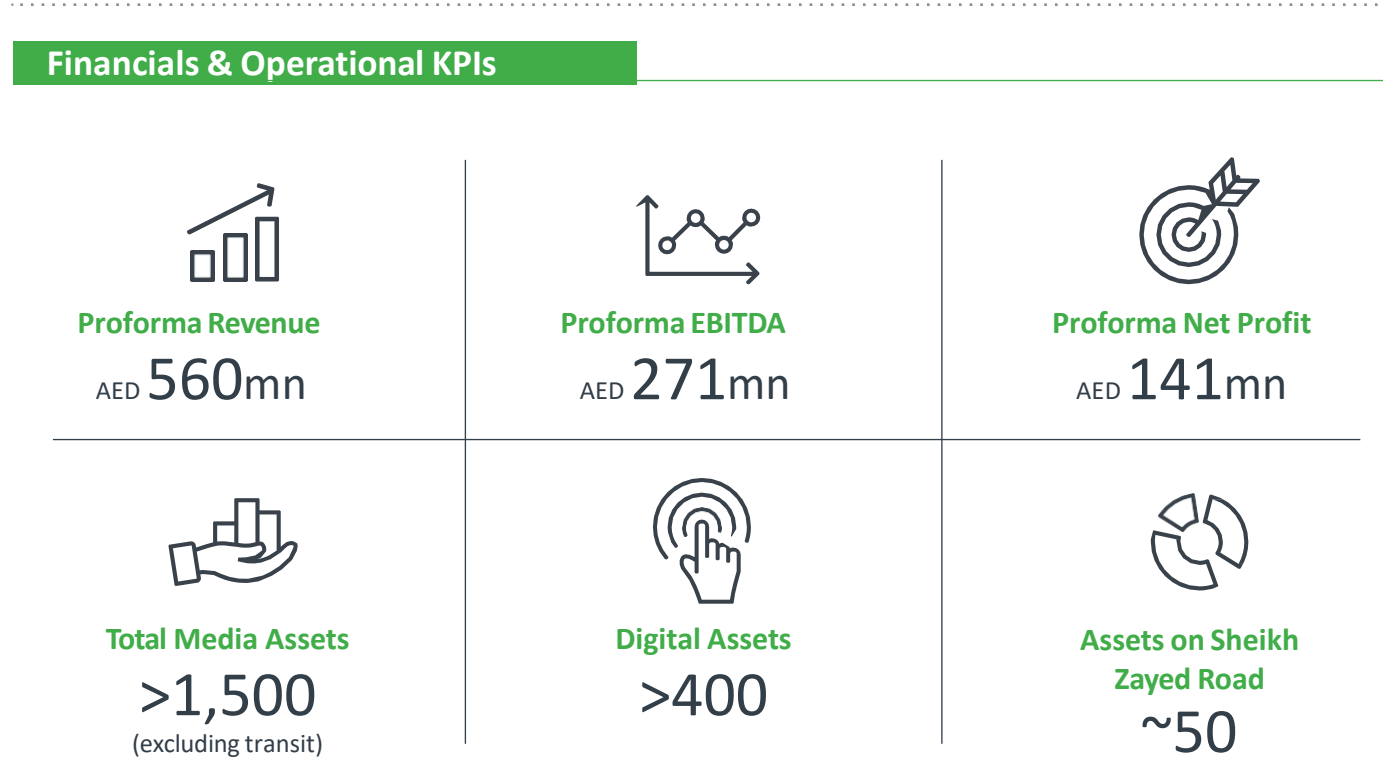 Financials & Operational KPIs
Proforma Revenue
AED 560mn
Proforma EBITDA
AED 271mn
Proforma Net Profit
AED 141mn
Total Media Assets
>1,500
(excluding transit)
Digital Assets
>400
Assets on Sheikh
Zayed Road
~50